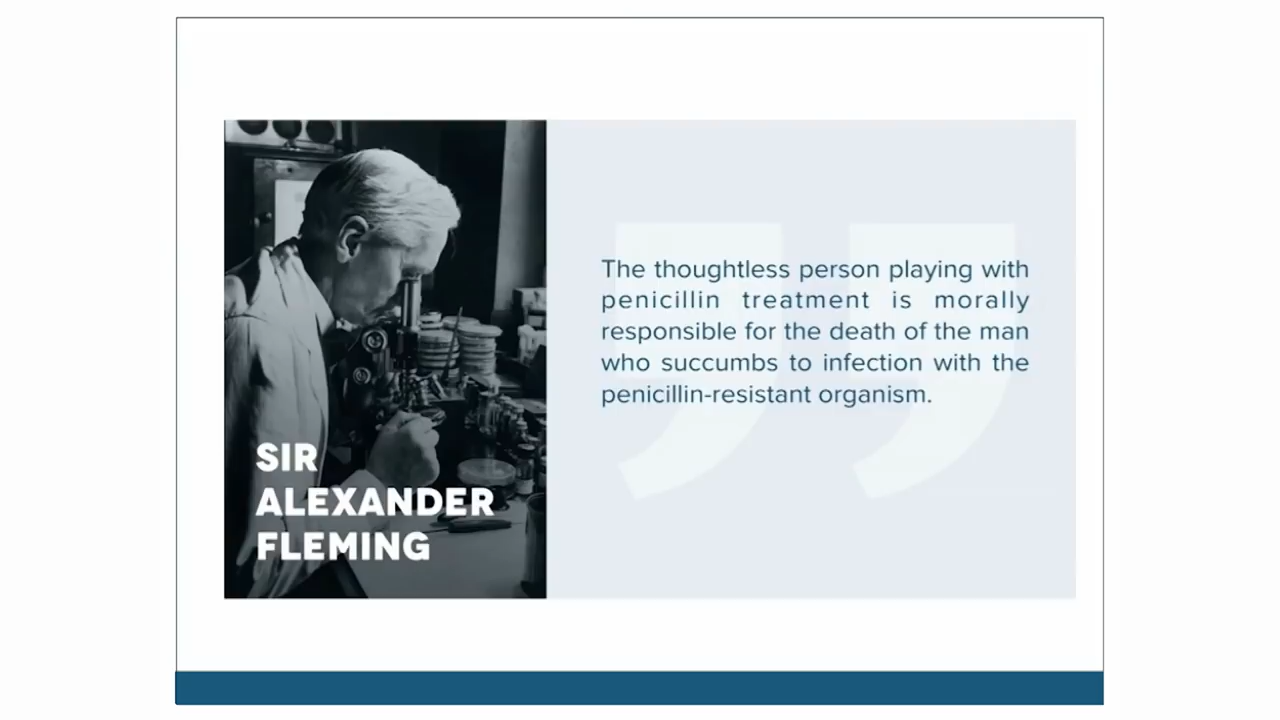 SIR
ALEXANDER
FLEMING
The thoughtless person playing with
penicillin treatment is morally
responsible for the death of the man
who succumbs to infection with the
penicillin-resistant organism.